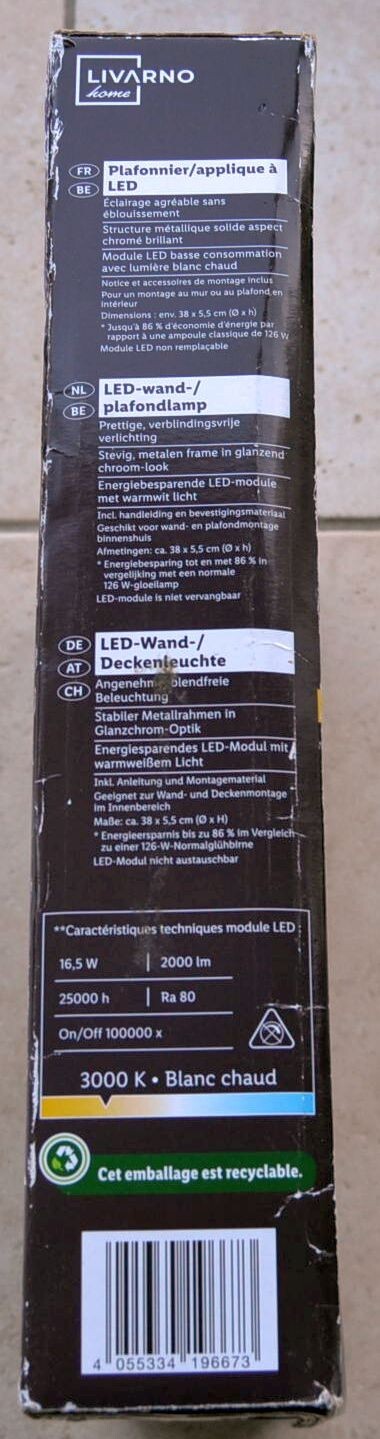 LIVARNO
home
FR
BE
Plafonnier/applique à
LED
Éclairage agréable sans
éblouissement
Structure métallique solide aspect
chromé brillant
Module LED basse consommation
avec lumière blanc chaud
Notice et accessoires de montage inclus
Pour un montage au mur ou au plafond en
intérieur
Dimensions : env. 38 x 5,5 cm (Ø x h)
* Jusqu'à 86 % d'économie d'énergie par
rapport à une ampoule classique de 126 W
Module LED non remplaçable
NL
BE
LED-wand-/
plafondlamp
Prettige, verblindingsvrije
verlichting
Stevig, metalen frame in glanzend
chroom-look
Energiebesparende LED-module
met warmwit licht
Incl. handleiding en bevestigingsmateriaal
Geschikt voor wand- en plafondmontage
binnenshuis
Afmetingen: ca. 38 x 5,5 cm (Ø x h)
* Energiebesparing tot en met 86 % in
vergelijking met een normale
126 W-gloeilamp
LED-module is niet vervangbaar
DE
AT
CH
LED-Wand-/
Deckenleuchte
Angenehm blendfreie
Beleuchtung
Stabiler Metallrahmen in
Glanzchrom-Optik
Energiesparendes LED-Modul mit
warmweißem Licht
Inkl. Anleitung und Montagematerial
Geeignet zur Wand- und Deckenmontage
im Innenbereich
Maße: ca. 38 x 5,5 cm (Ø x H)
* Energieersparnis bis zu 86 % im Vergleich
zu einer 126-W-Normalglühbirne
LED-Modul nicht austauschbar
**Caractéristiques techniques module LED :
16,5 W 2000 lm
25000 h Ra 80
On/Off 100000 x
3000 K • Blanc chaud
Cet emballage est recyclable.
4 055334 196673